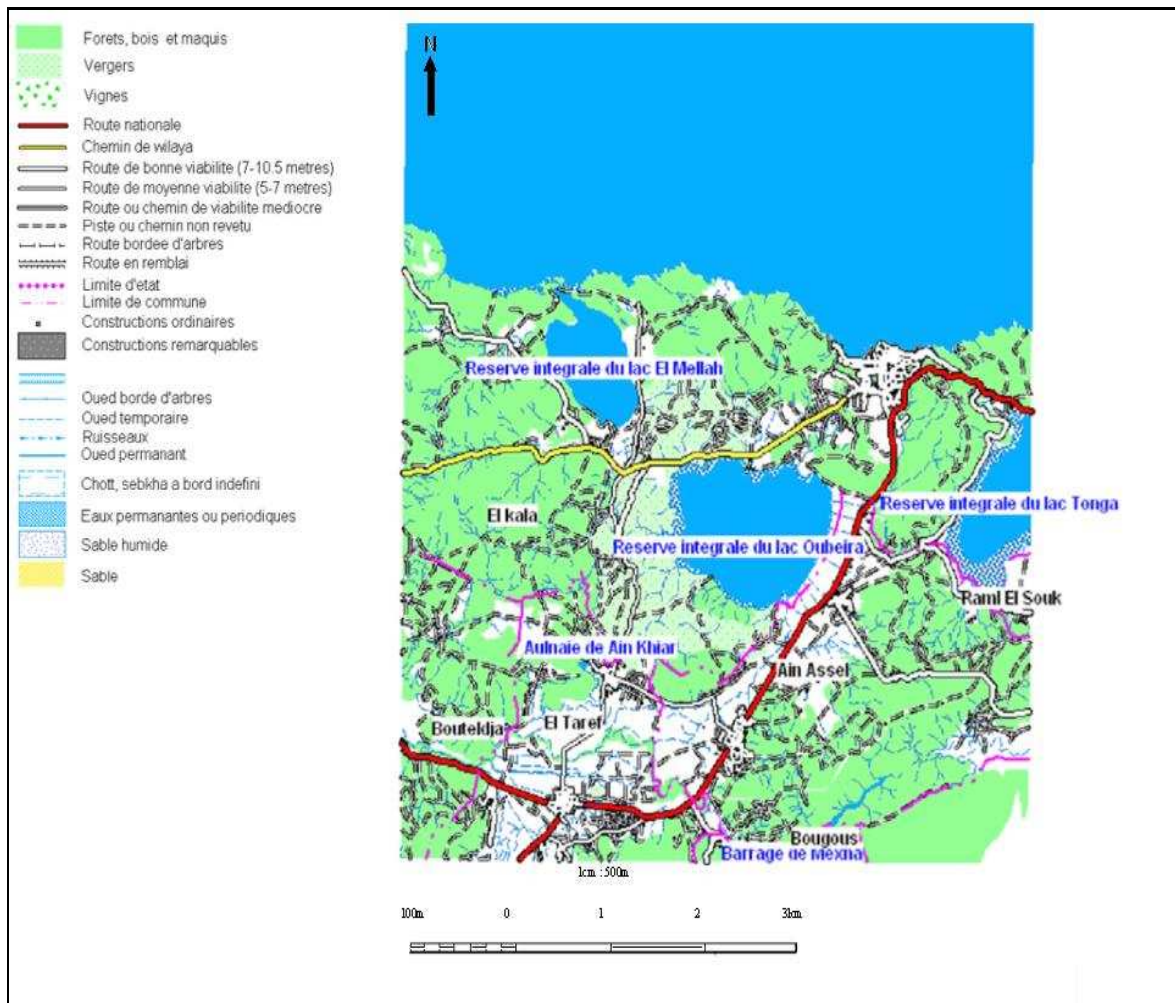 Forets, bois et maquis
Vergers
Vignes
Route nationale
Chemin de wilaya
Route de bonne viabilite (7-10.5 metres)
Route de moyenne viabilite (5-7 metres)
Route ou chemin de viabilite mediocre
Piste ou chemin non revetu
Route bordee d'arbres
Route en remblai
Limite d'etat
Limite de commune
Constructions ordinaires
Constructions remarquables
Oued borde d'arbres
Oued temporaire
Ruisseaux
Oued permanant
Chott, sebkha a bord indefini
Eaux permanantes ou periodiques
Sable humide
Sable
N
Reserve integrale du lac El Mellah
Reserve integrale du lac Tonga
El kala
Reserve integrale du lac Oubeira
Raml El Souk
Aulnaie de Ain Khiar
Ain Assel
El Taref
Bouteldja
Bougous
Barrage de Mexna
1cm : 500m
100m 0 1 2 3km